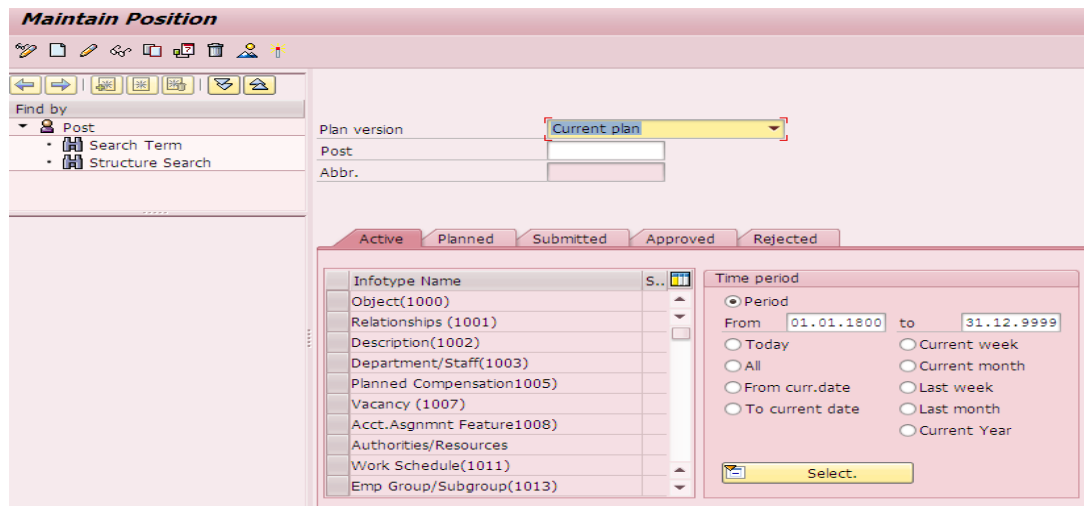 Maintain Position
Find by
Post
Search Term
Structure Search
Plan version Current plan
Post
Abbr.
Active Planned Submitted Approved Rejected
Infotype Name S..
Object(1000)
Relationships (1001)
Description(1002)
Department/Staff(1003)
Planned Compensation1005)
Vacancy (1007)
Acct.Asgnmnt Feature1008)
Authorities/Resources
Work Schedule(1011)
Emp Group/Subgroup(1013)
Time period
Period
From 01.01.1800 to 31.12.9999
Today Current week
All Current month
From curr.date Last week
To current date Last month
Current Year
Select.